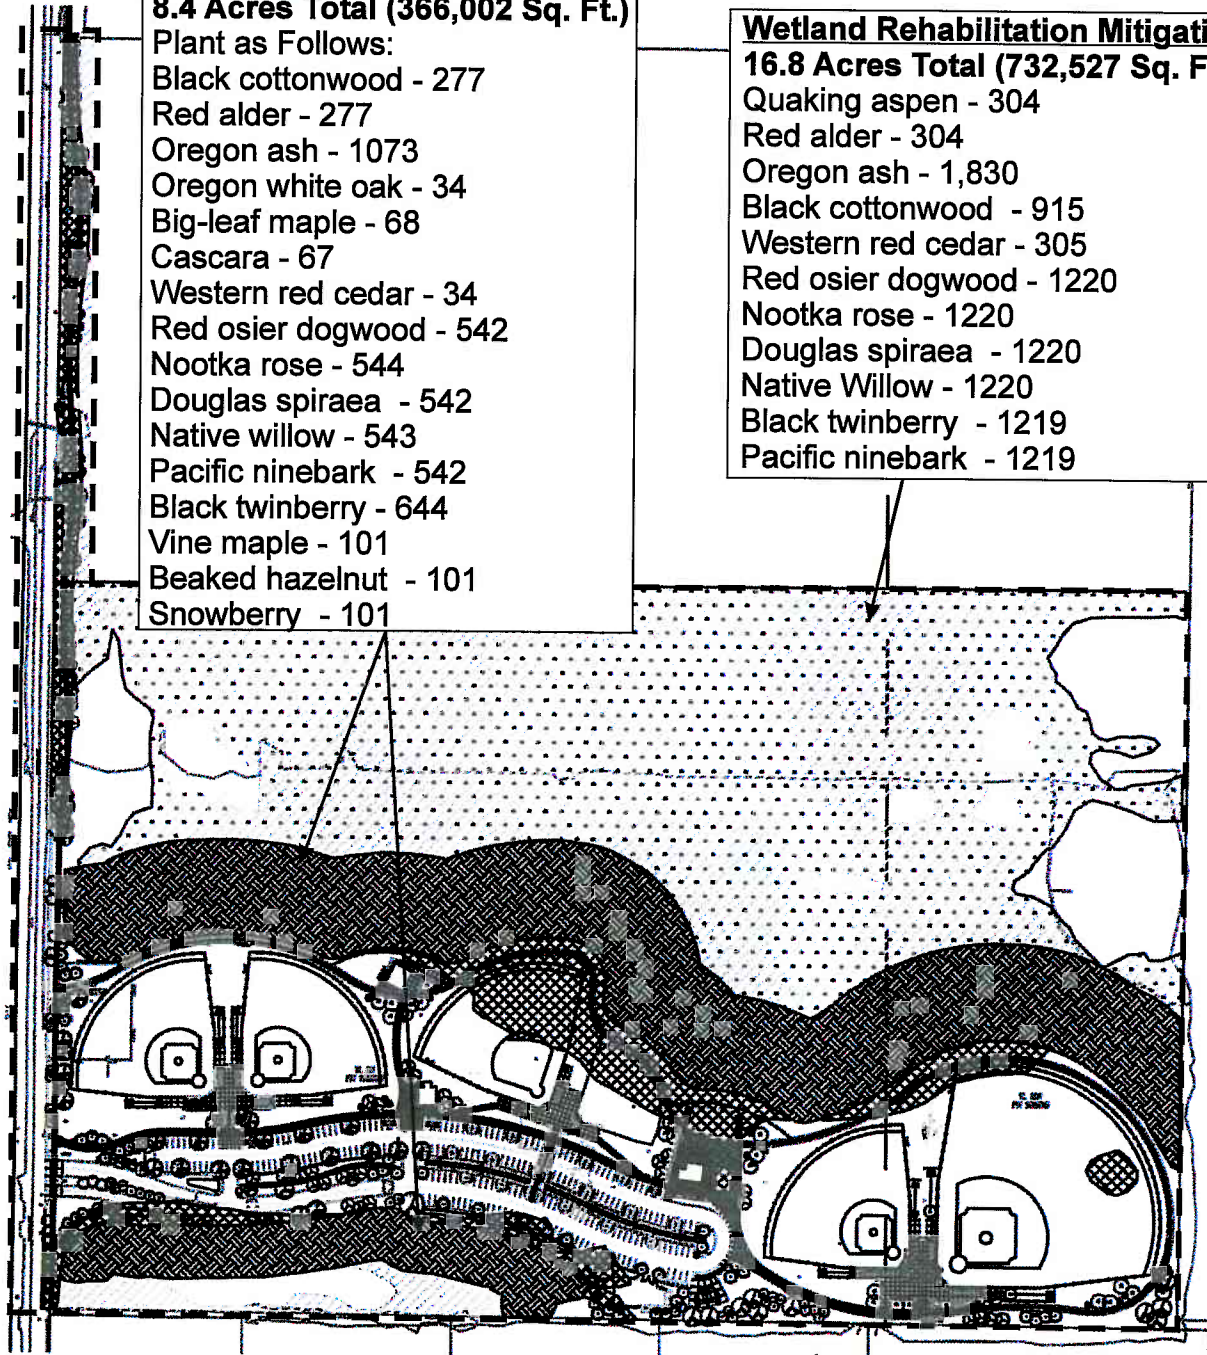 8.4 Acres Total (366,002 Sq. Ft.)
Plant as Follows:
Black cottonwood - 277
Red alder - 277
Oregon ash - 1073
Oregon white oak - 34
Big-leaf maple - 68
Cascara - 67
Western red cedar - 34
Red osier dogwood - 542
Nootka rose - 544
Douglas spiraea - 542
Native willow - 543
Pacific ninebark - 542
Black twinberry - 644
Vine maple - 101
Beaked hazelnut - 101
Snowberry - 101
Wetland Rehabilitation Mitigati
16.8 Acres Total (732,527 Sq. F
Quaking aspen - 304
Red alder - 304
Oregon ash - 1,830
Black cottonwood - 915
Western red cedar - 305
Red osier dogwood - 1220
Nootka rose - 1220
Douglas spiraea - 1220
Native Willow - 1220
Black twinberry - 1219
Pacific ninebark - 1219